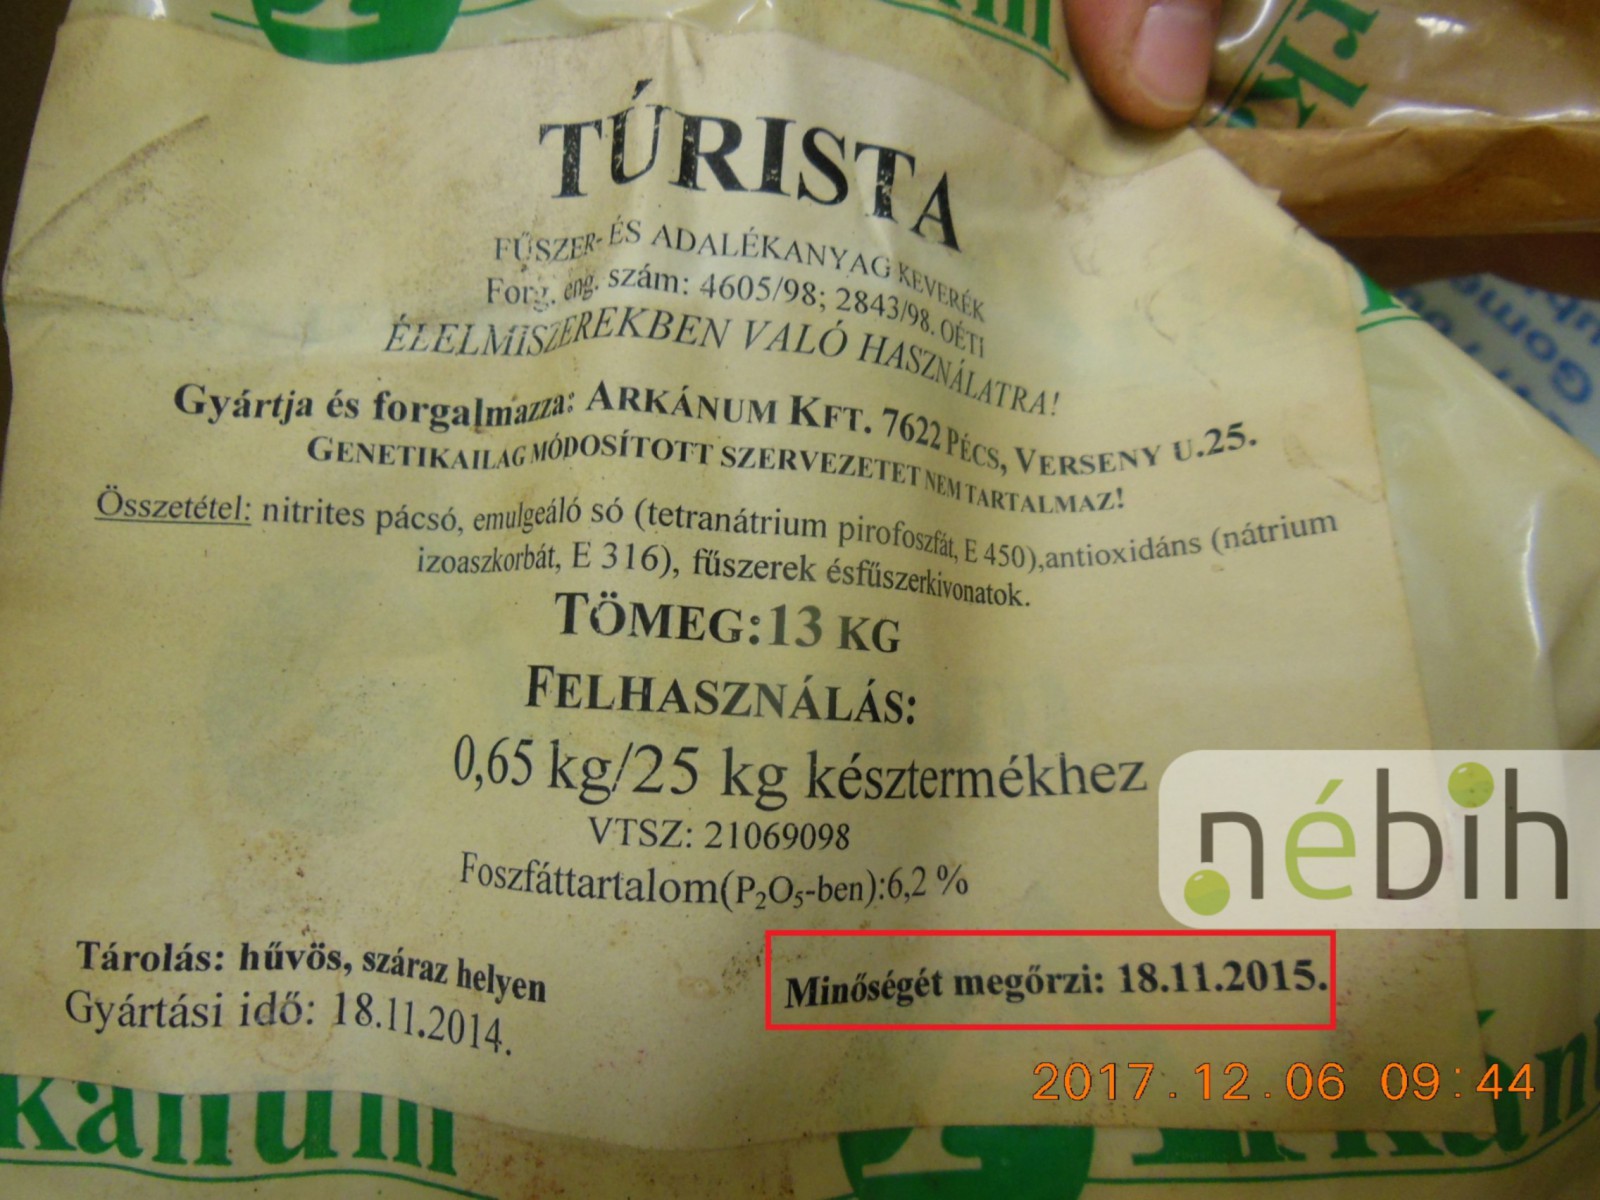 TÚRISTA
FŰSZER- ÉS ADALÉKANYAG KEVERÉK
Forg. eng. szám: 4605/98; 2843/98. OÉTI
ÉLELMISZEREKBEN VALÓ HASZNÁLATRA!
Gyártja és forgalmazza: ARKÁNUM KFT. 7622 PÉCS, VERSENY U.25.
GENETIKAILAG MÓDOSÍTOTT SZERVEZETET NEM TARTALMAZ!
Összetétel: nitrites pácsó, emulgeáló só (tetranátrium pirofoszfát, E 450),antioxidáns (nátrium
izoaszkorbát, E 316), fűszerek ésfűszerkivonatok.
TÖMEG:13 KG
FELHASZNÁLÁS:
0,65 kg/25 kg késztermékhez
VTSZ: 21069098
Foszfáttartalom(P₂O₅-ben):6,2 %
nébih
Tárolás: hűvös, száraz helyen
Minőségét megőrzi: 18.11.2015.
Gyártási idő: 18.11.2014.
2017.12.06 09:44